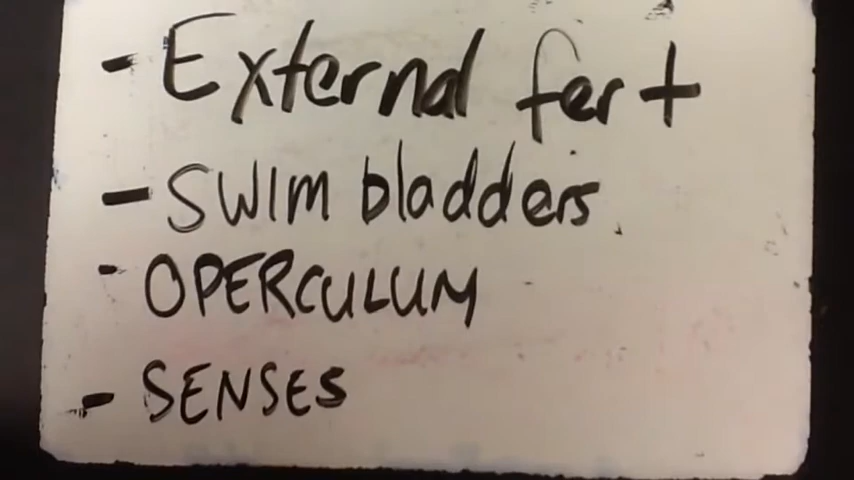 - External fert
- SWIM bladders
- OPERCULUM
- SENSES